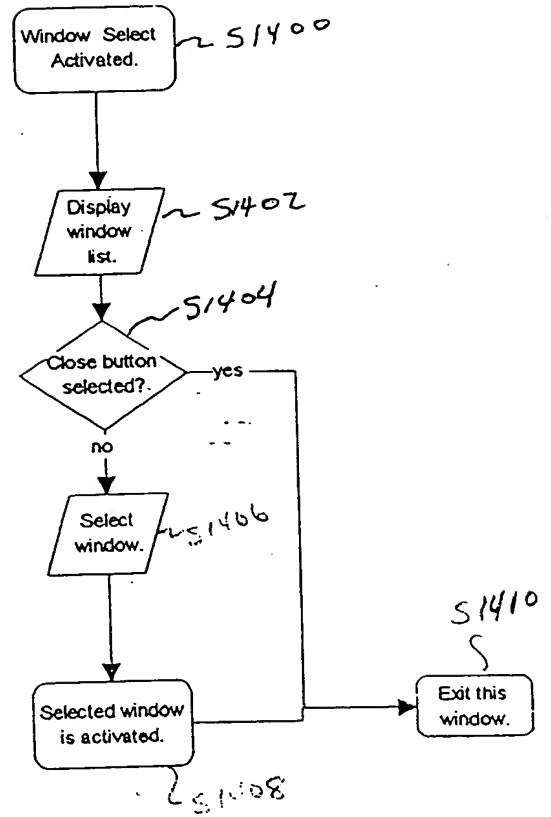 Window Select
Activated.
S1400
Display
window
list.
S1402
S1404
Close button
selected?
yes
no
Select
window.
S1406
S1410
Exit this
window.
Selected window
is activated.
S1408